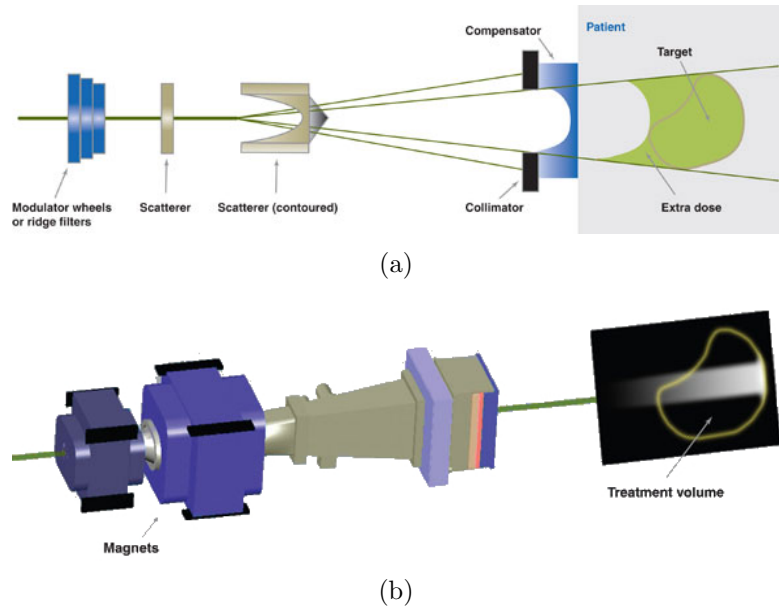 Compensator
Patient
Target
Modulator wheels
or ridge filters
Scatterer
Scatterer (contoured)
Collimator
Extra dose
(a)
Treatment volume
Magnets
(b)